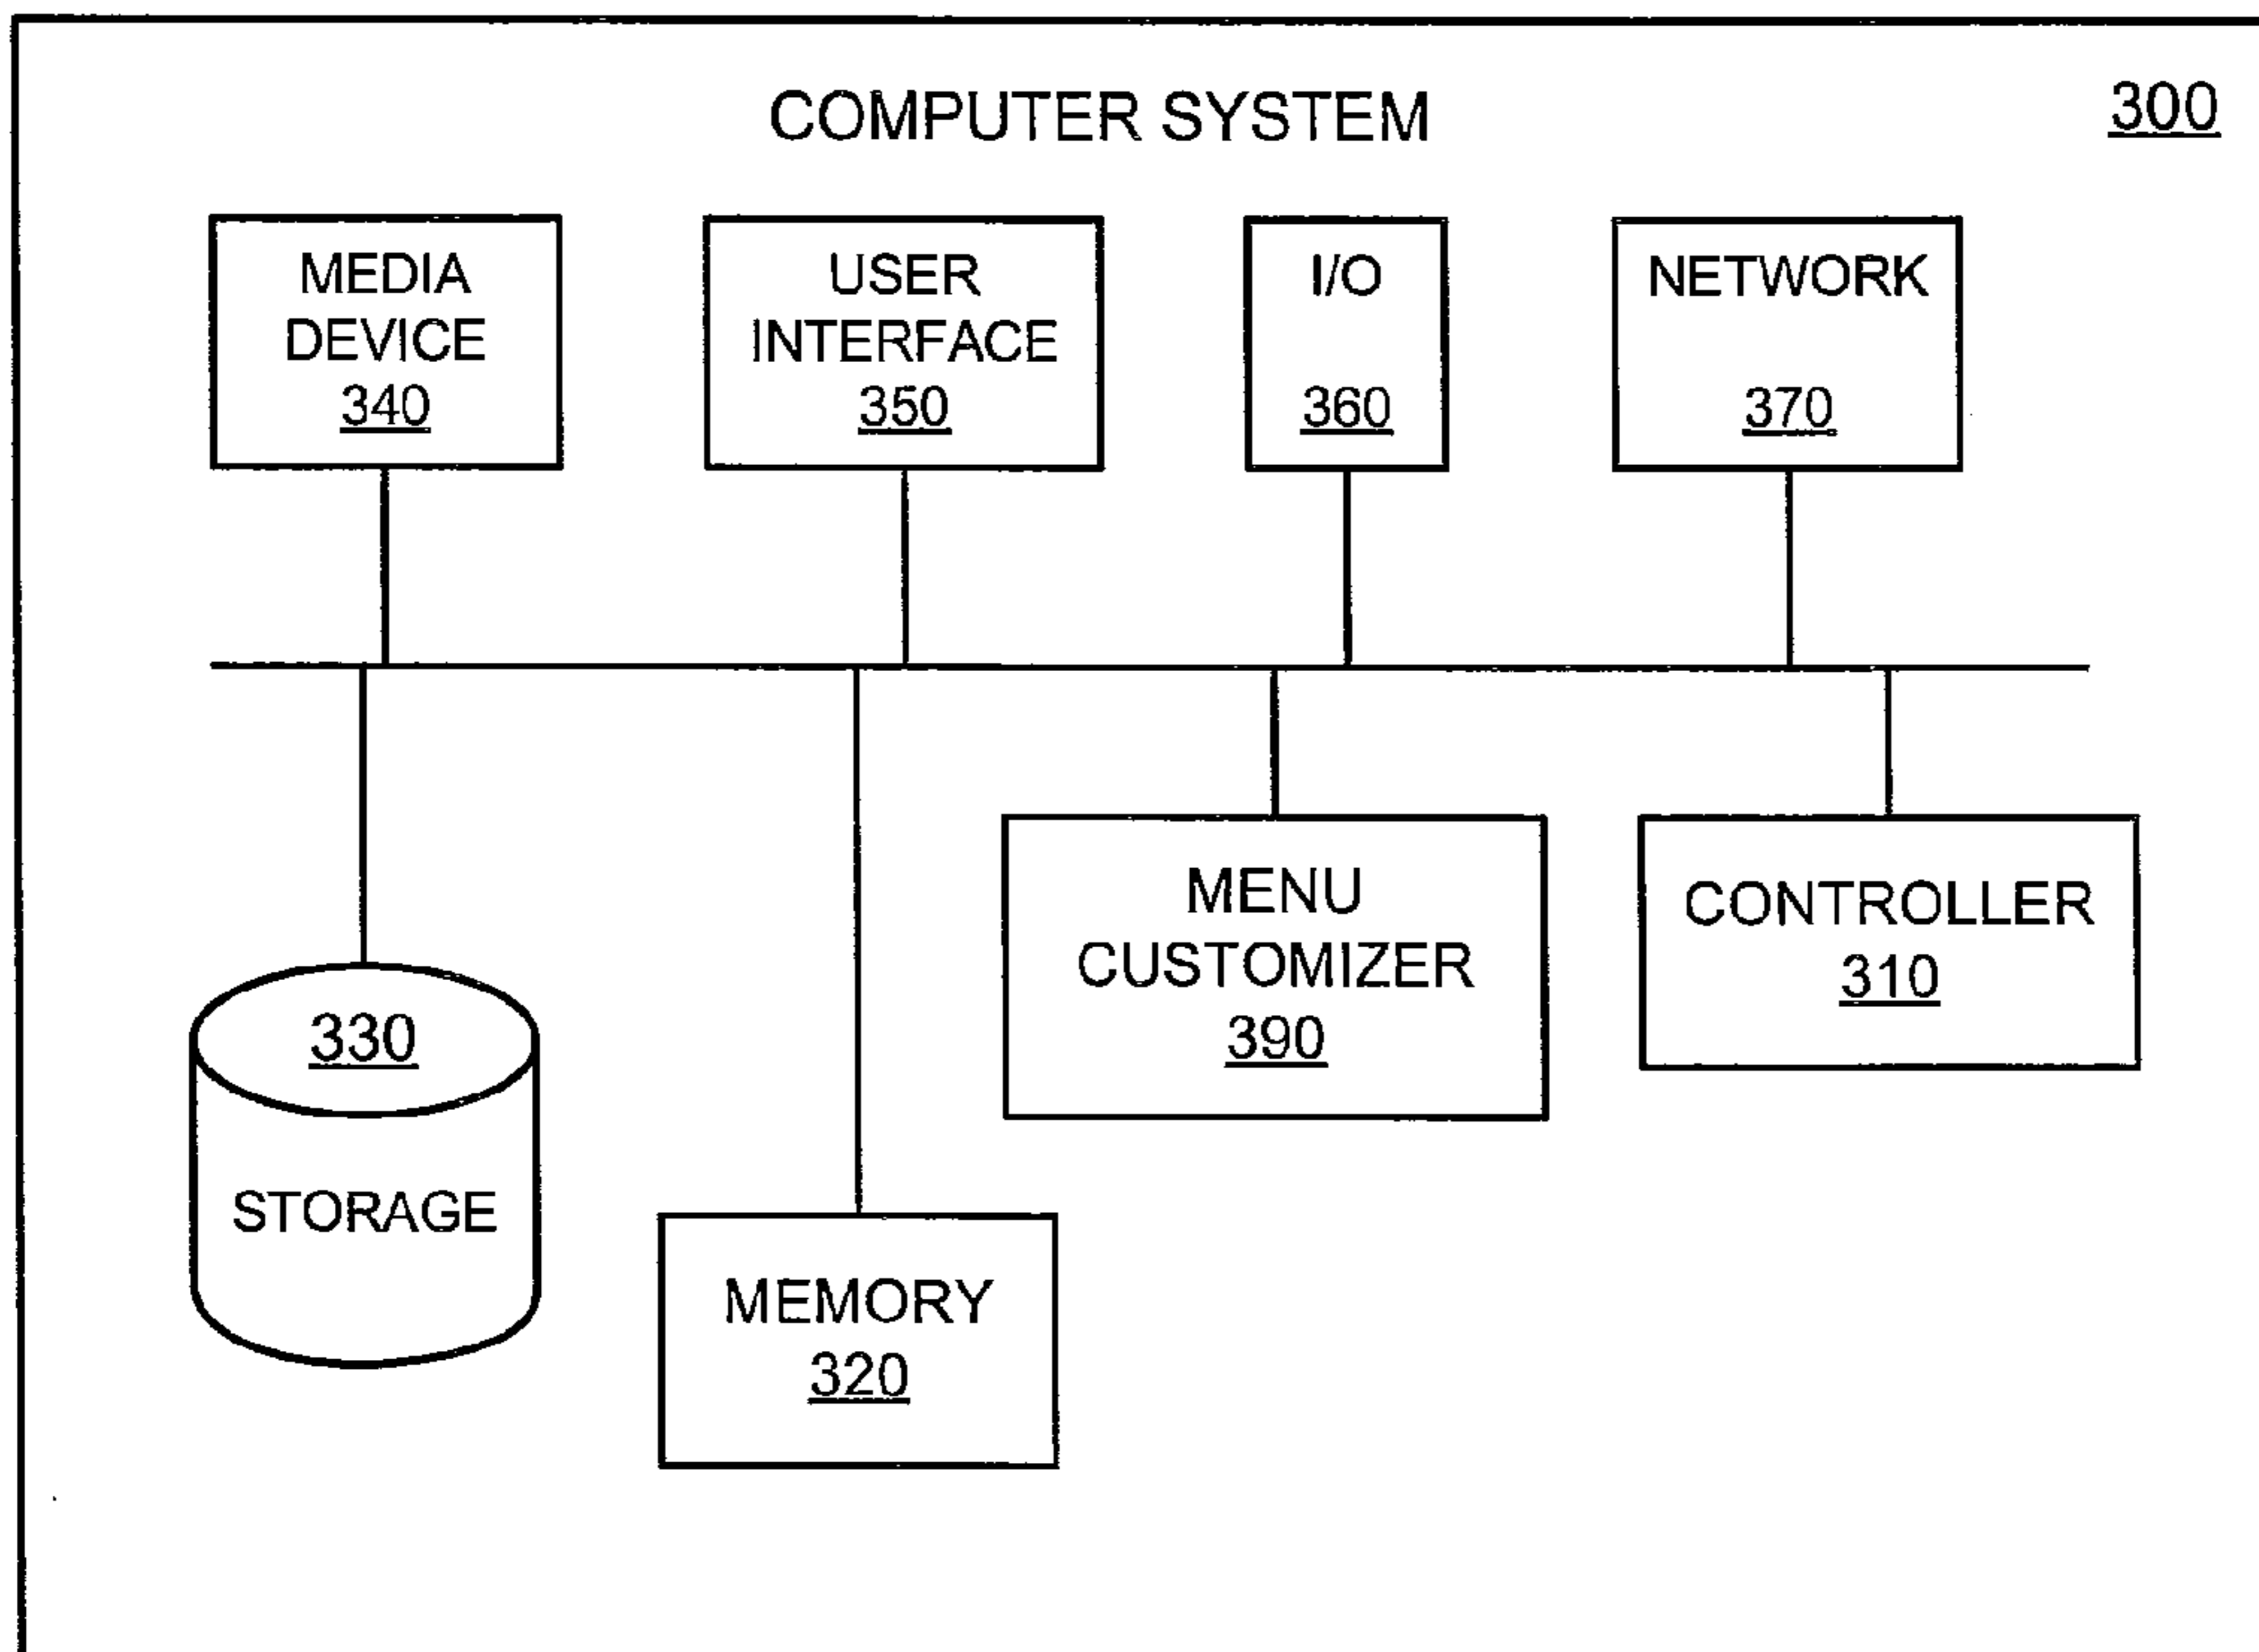 COMPUTER SYSTEM
300
MEDIA
DEVICE
340
USER
INTERFACE
350
I/O
360
NETWORK
370
330
STORAGE
MEMORY
320
MENU
CUSTOMIZER
390
CONTROLLER
310